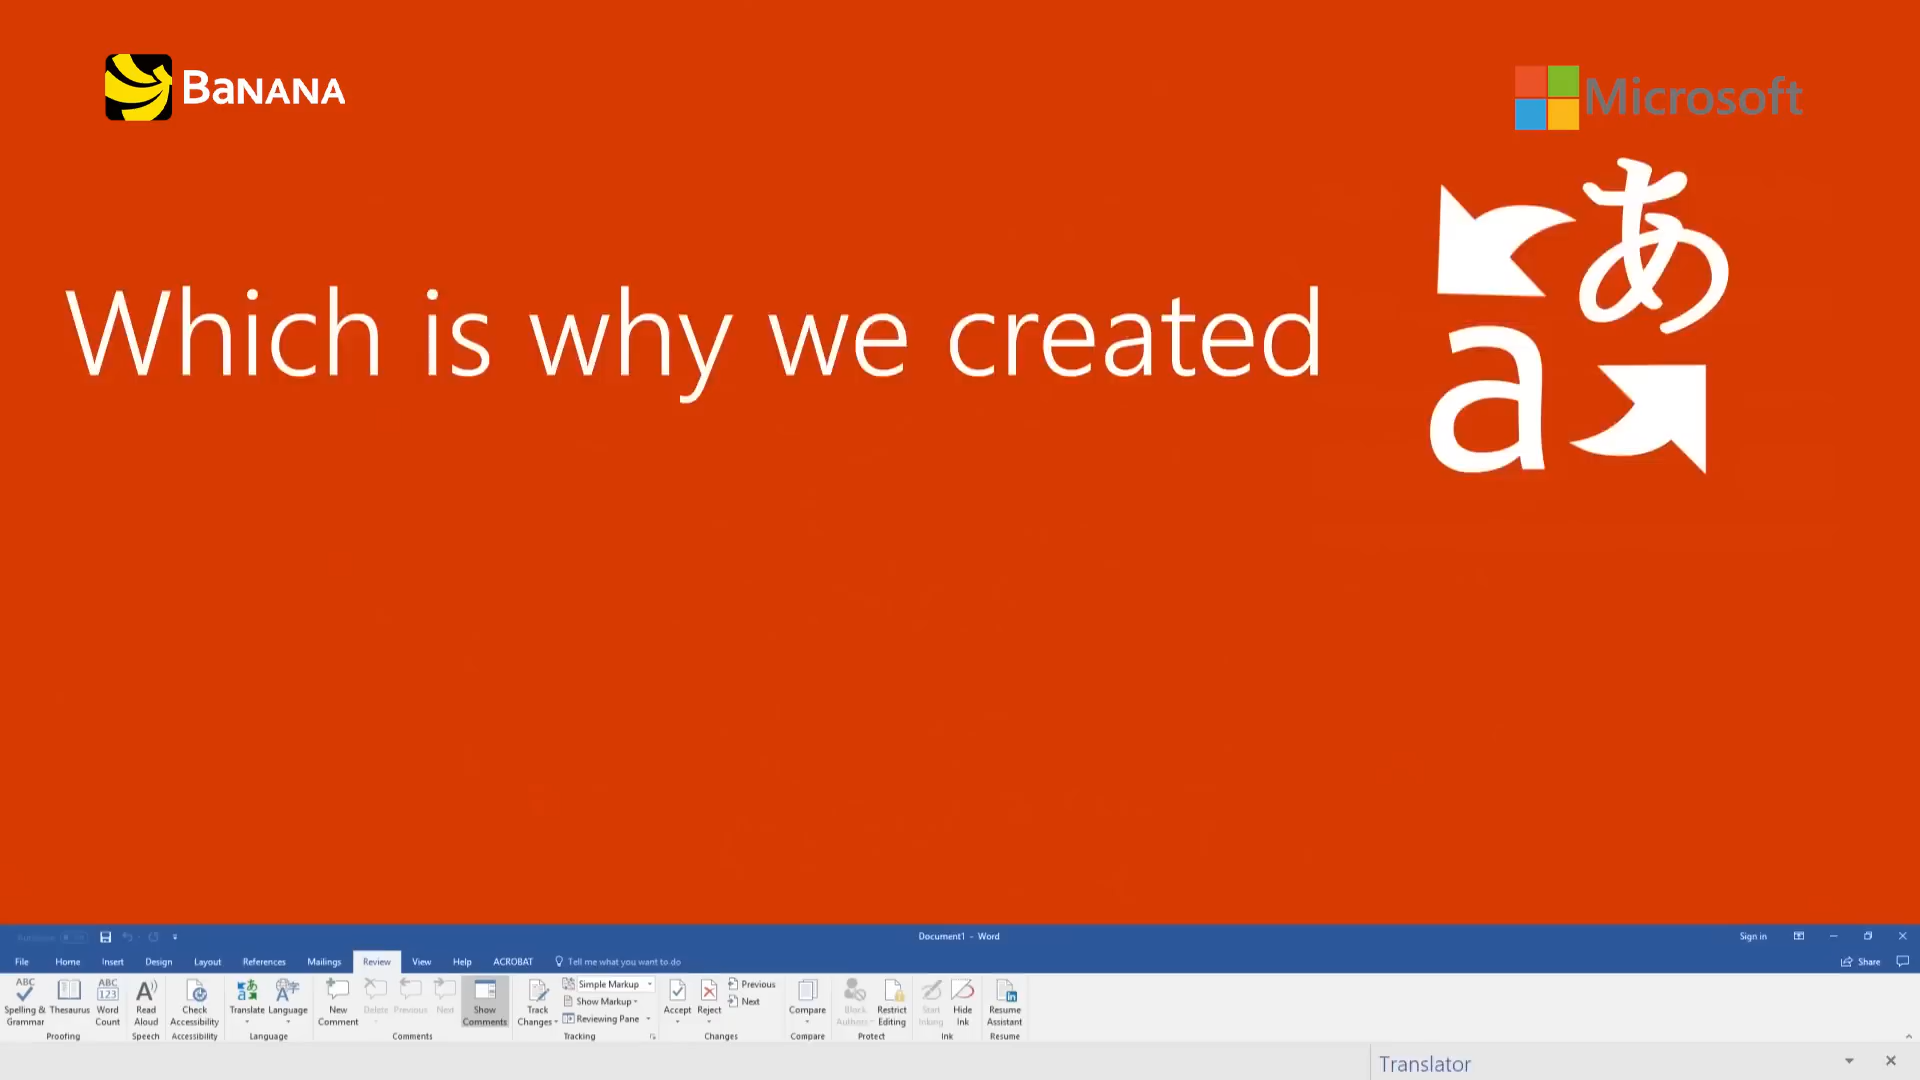 BaNANA
Microsoft
あ
a
Which is why we created
Document1 - Word
Sign in
File Home Insert Design Layout References Mailings Review View Help ACROBAT Tell me what you want to do
Share
ABC Spelling & Grammar
Thesaurus
ABC 123 Word Count
Proofing
A Read Aloud
Speech
Check Accessibility
Accessibility
Translate
Language
Language
New Comment
Delete
Previous
Next
Show Comments
Comments
Track Changes
Simple Markup
Show Markup
Reviewing Pane
Tracking
Accept
Reject
Previous
Next
Changes
Compare
Compare
Block Authors
Restrict Editing
Protect
Start Inking
Hide Ink
Ink
Resume Assistant
Resume
Translator